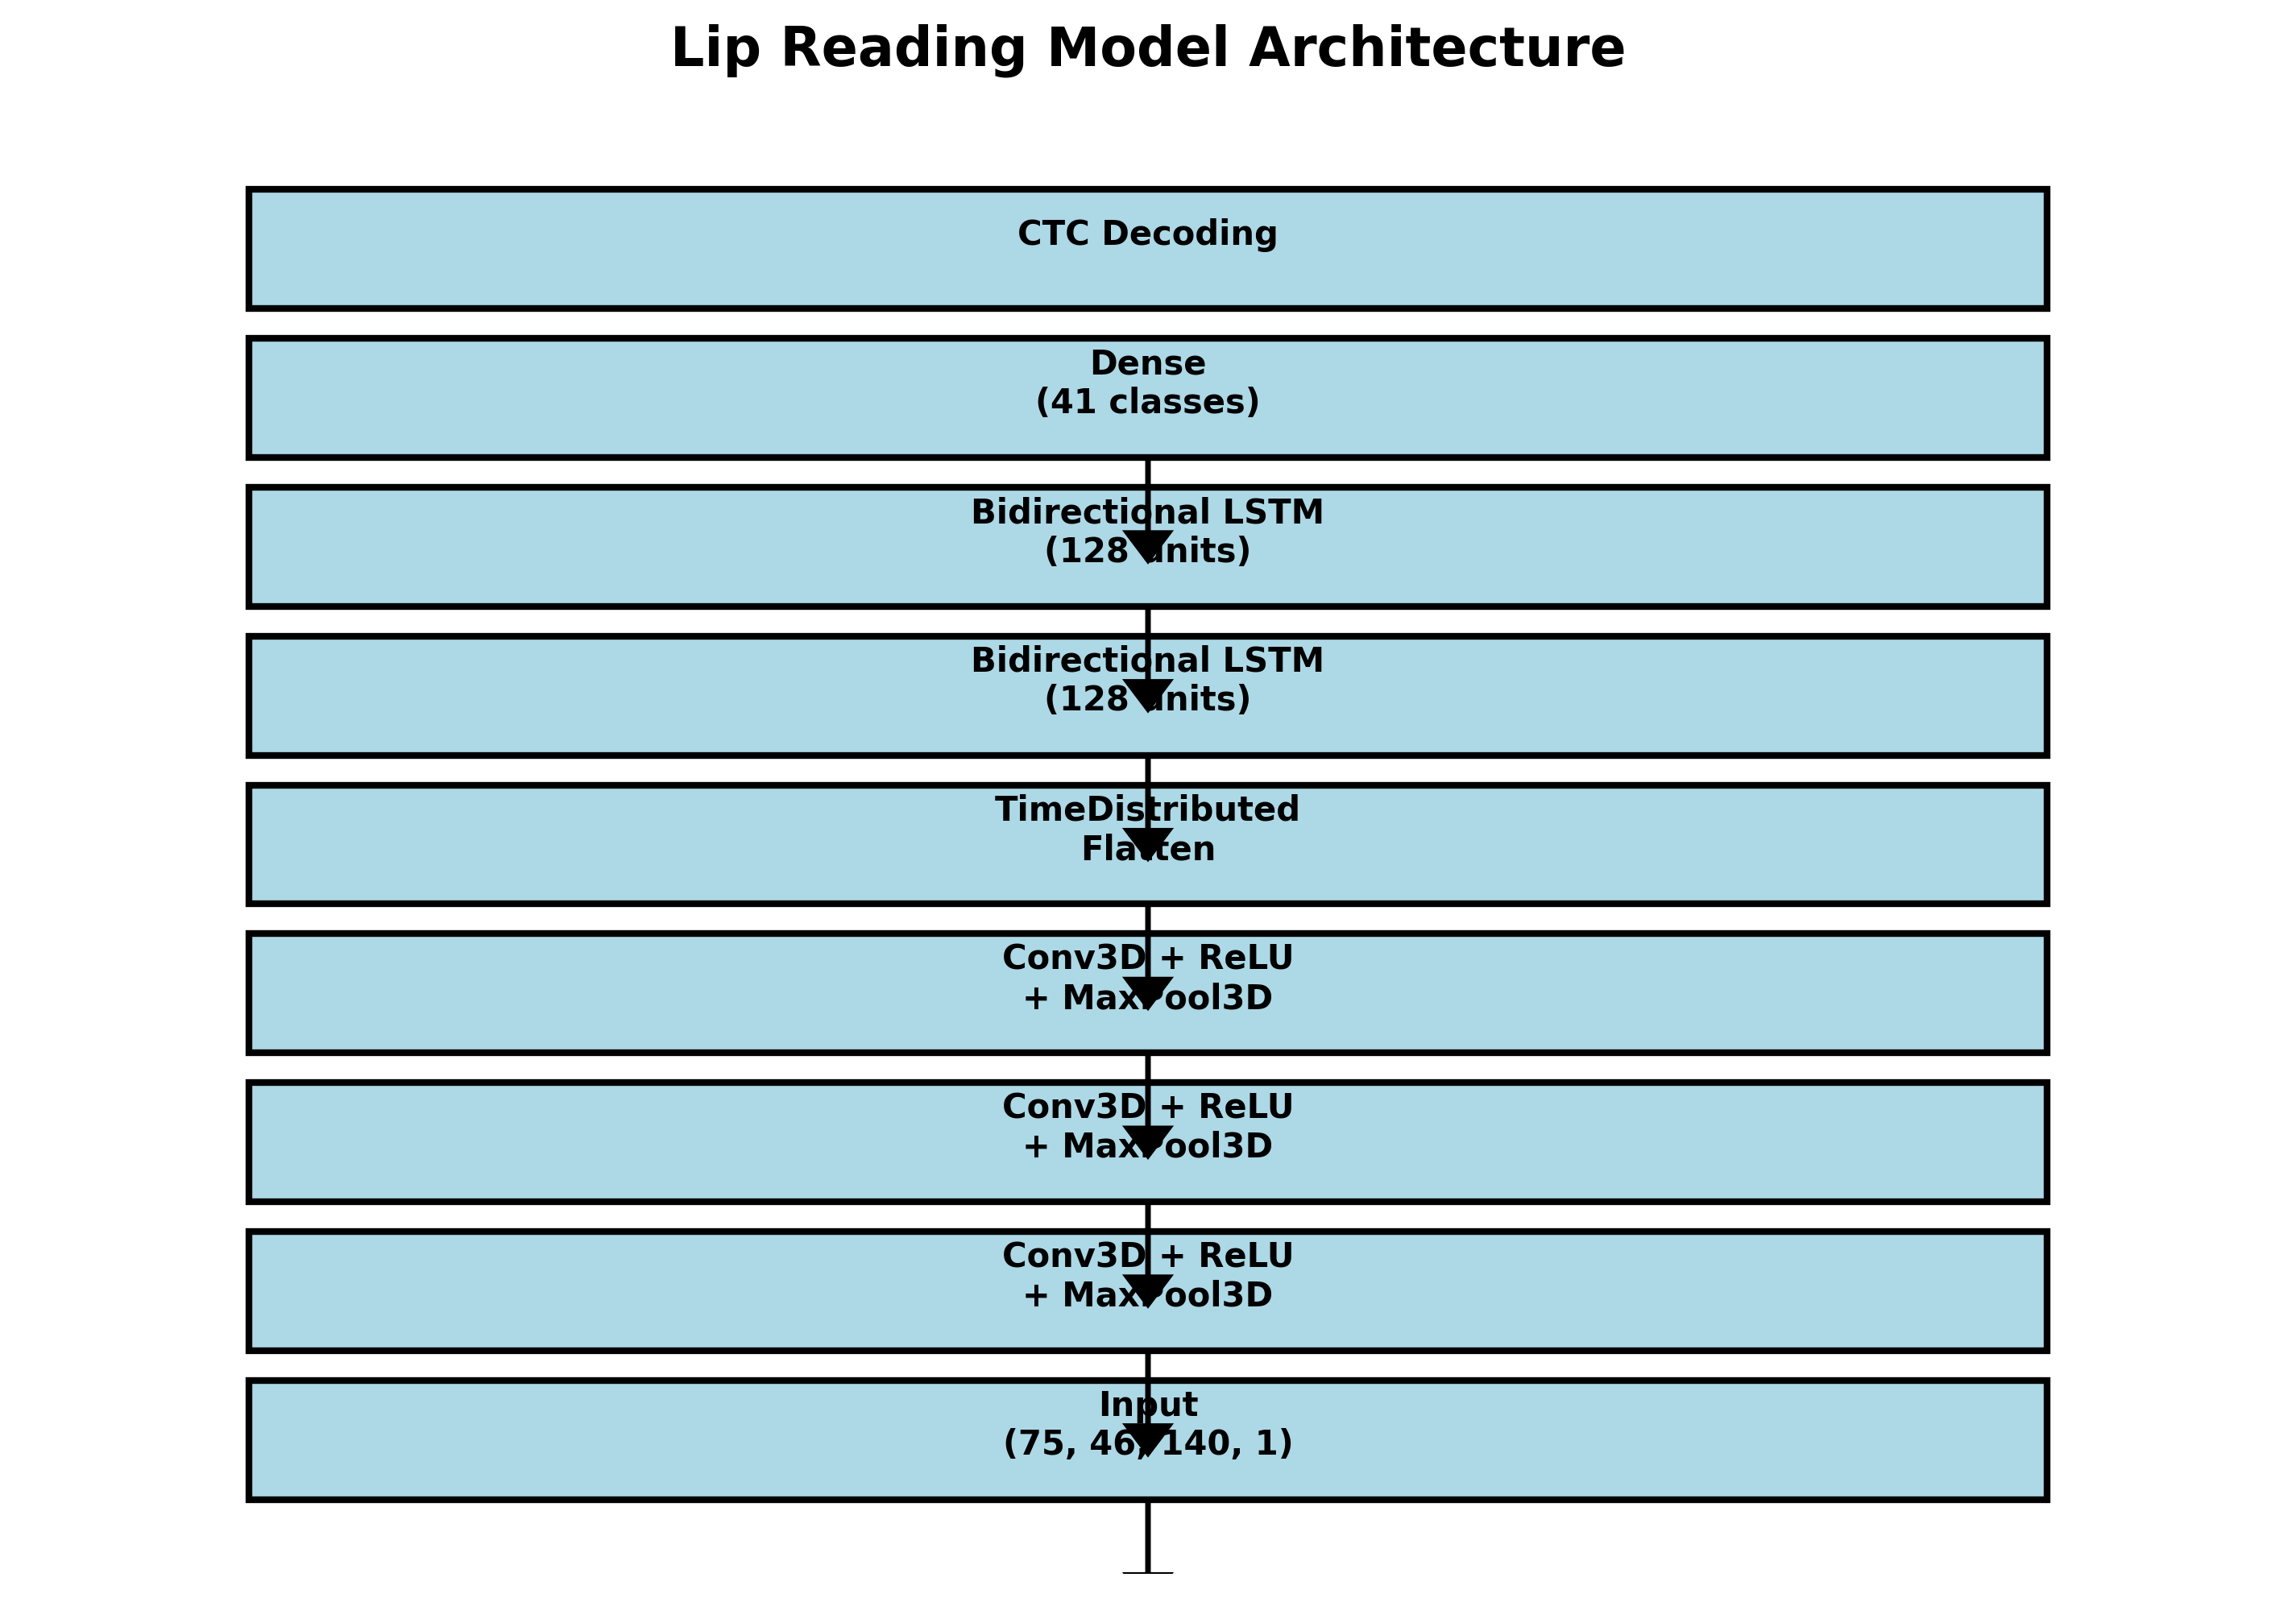 Lip Reading Model Architecture
CTC Decoding
Dense
(41 classes)
Bidirectional LSTM
(128 units)
Bidirectional LSTM
(128 units)
TimeDistributed
Flatten
Conv3D + ReLU
+ MaxPool3D
Conv3D + ReLU
+ MaxPool3D
Conv3D + ReLU
+ MaxPool3D
Input
(75, 46, 140, 1)